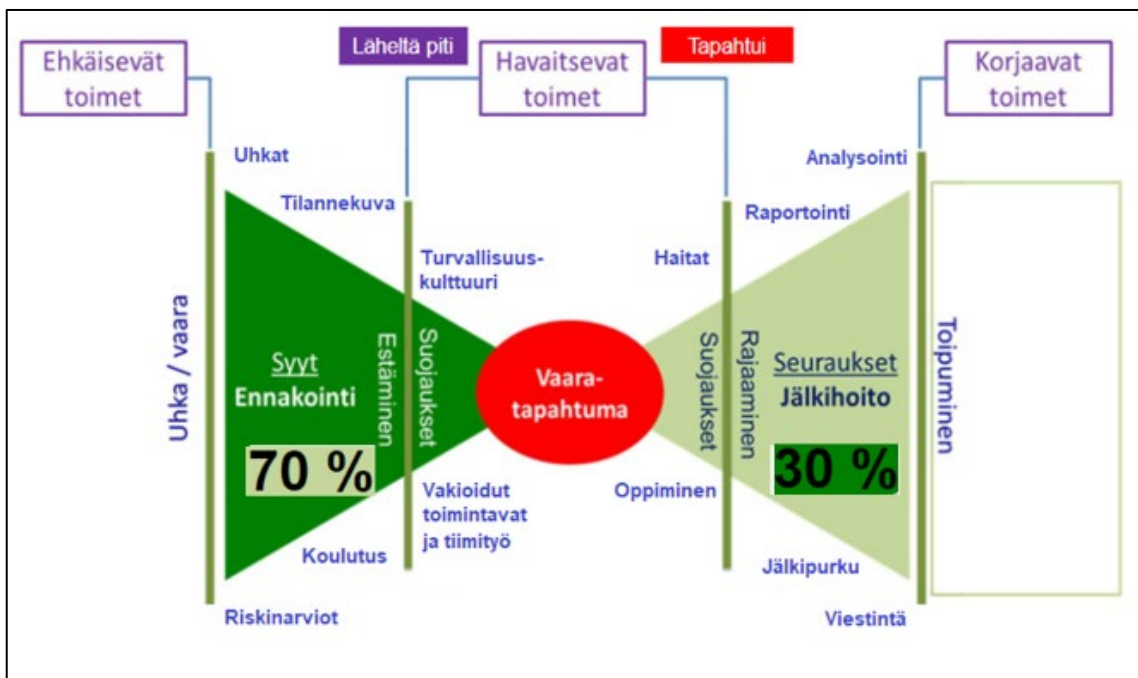 Ehkäisevät
toimet
Läheltä piti
Havaitsevat
toimet
Tapahtui
Korjaavat
toimet
Uhkat
Analysointi
Tilannekuva
Raportointi
Turvallisuus-
kulttuuri
Haitat
Uhka / vaara
Syyt
Ennakointi
70 %
Estäminen
Suojaukset
Vaara-
tapahtuma
Suojaukset
Rajaaminen
Seuraukset
Jälkihoito
30 %
Toipuminen
Vakioidut
toimintavat
ja tiimityö
Oppiminen
Koulutus
Jälkipurku
Riskinarviot
Viestintä